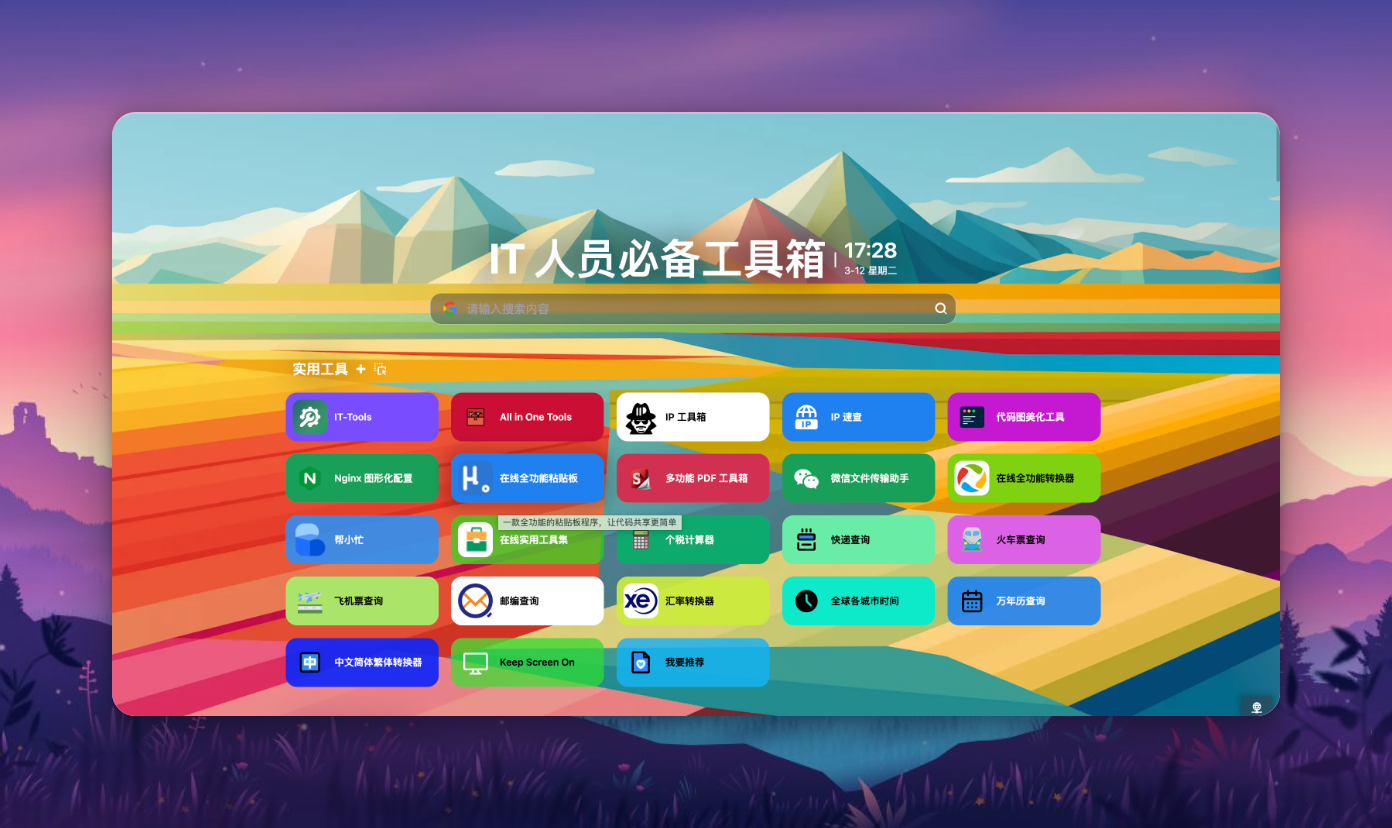 IT 人员必备工具箱
17:28
3-12 星期二
请输入搜索内容
实用工具
IT-Tools
All in One Tools
IP 工具箱
IP
IP 速查
代码图美化工具
N
Nginx 图形化配置
在线全功能粘贴板
多功能 PDF 工具箱
微信文件传输助手
在线全功能转换器
一款全功能的粘贴板程序，让代码共享更简单
帮小忙
在线实用工具集
个税计算器
快递查询
火车票查询
飞机票查询
邮编查询
xe
汇率转换器
全球各城市时间
万年历查询
中
中文简体繁体转换器
Keep Screen On
我要推荐